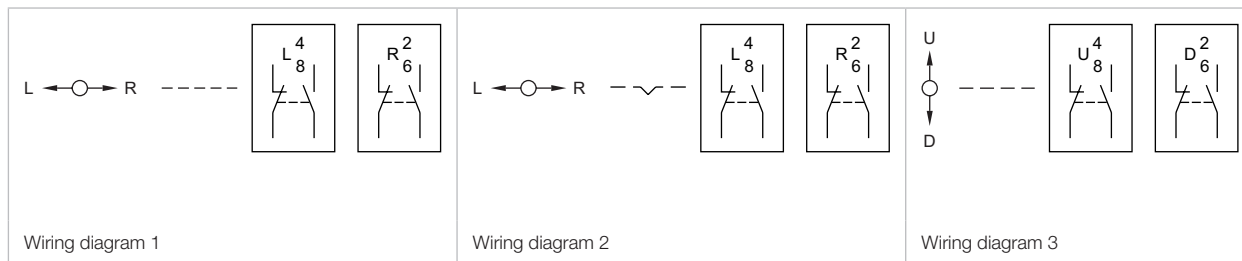 L R
L 4
8
R 2
6
Wiring diagram 1
L R
L 4
8
R 2
6
Wiring diagram 2
U
D
U 4
8
D 2
6
Wiring diagram 3